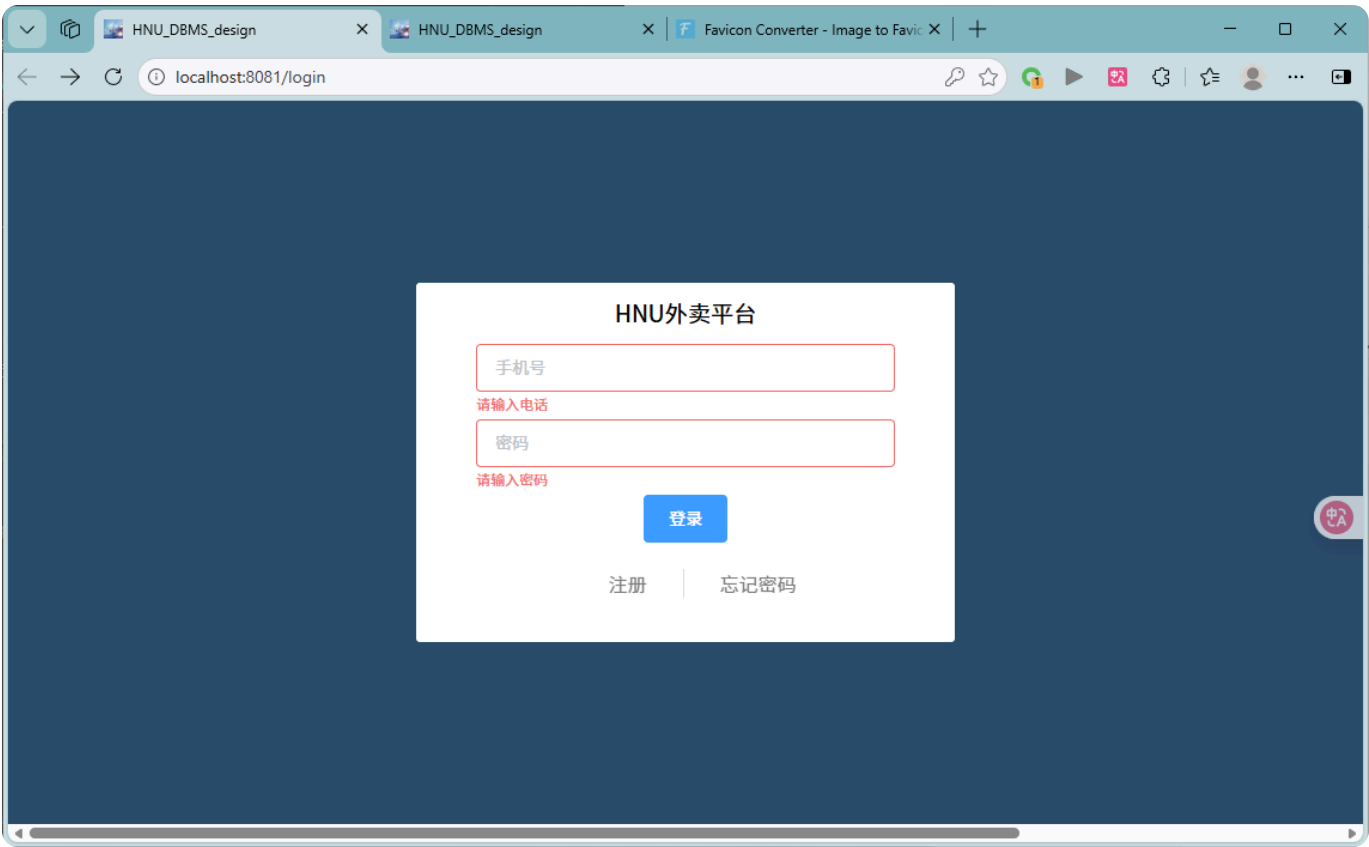 HNU_DBMS_design
HNU_DBMS_design
Favicon Converter - Image to Favic
localhost:8081/login
1
HNU外卖平台
手机号
请输入电话
密码
请输入密码
登录
注册
忘记密码